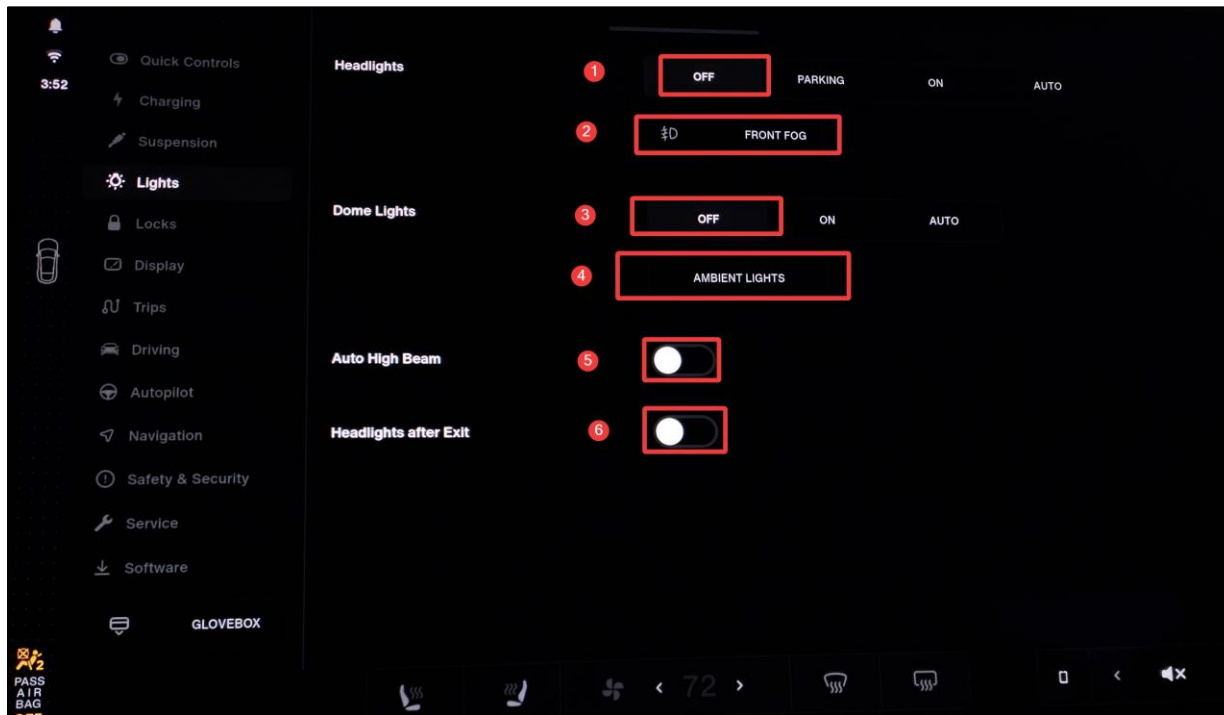 3:52
Quick Controls
Charging
Suspension
Lights
Locks
Display
Trips
Driving
Autopilot
Navigation
Safety & Security
Service
Software
GLOVEBOX
2
PASS
AIR
BAG
Headlights
1
OFF PARKING ON AUTO
2
FRONT FOG
Dome Lights
3
OFF ON AUTO
4
AMBIENT LIGHTS
Auto High Beam
5
Headlights after Exit
6
72